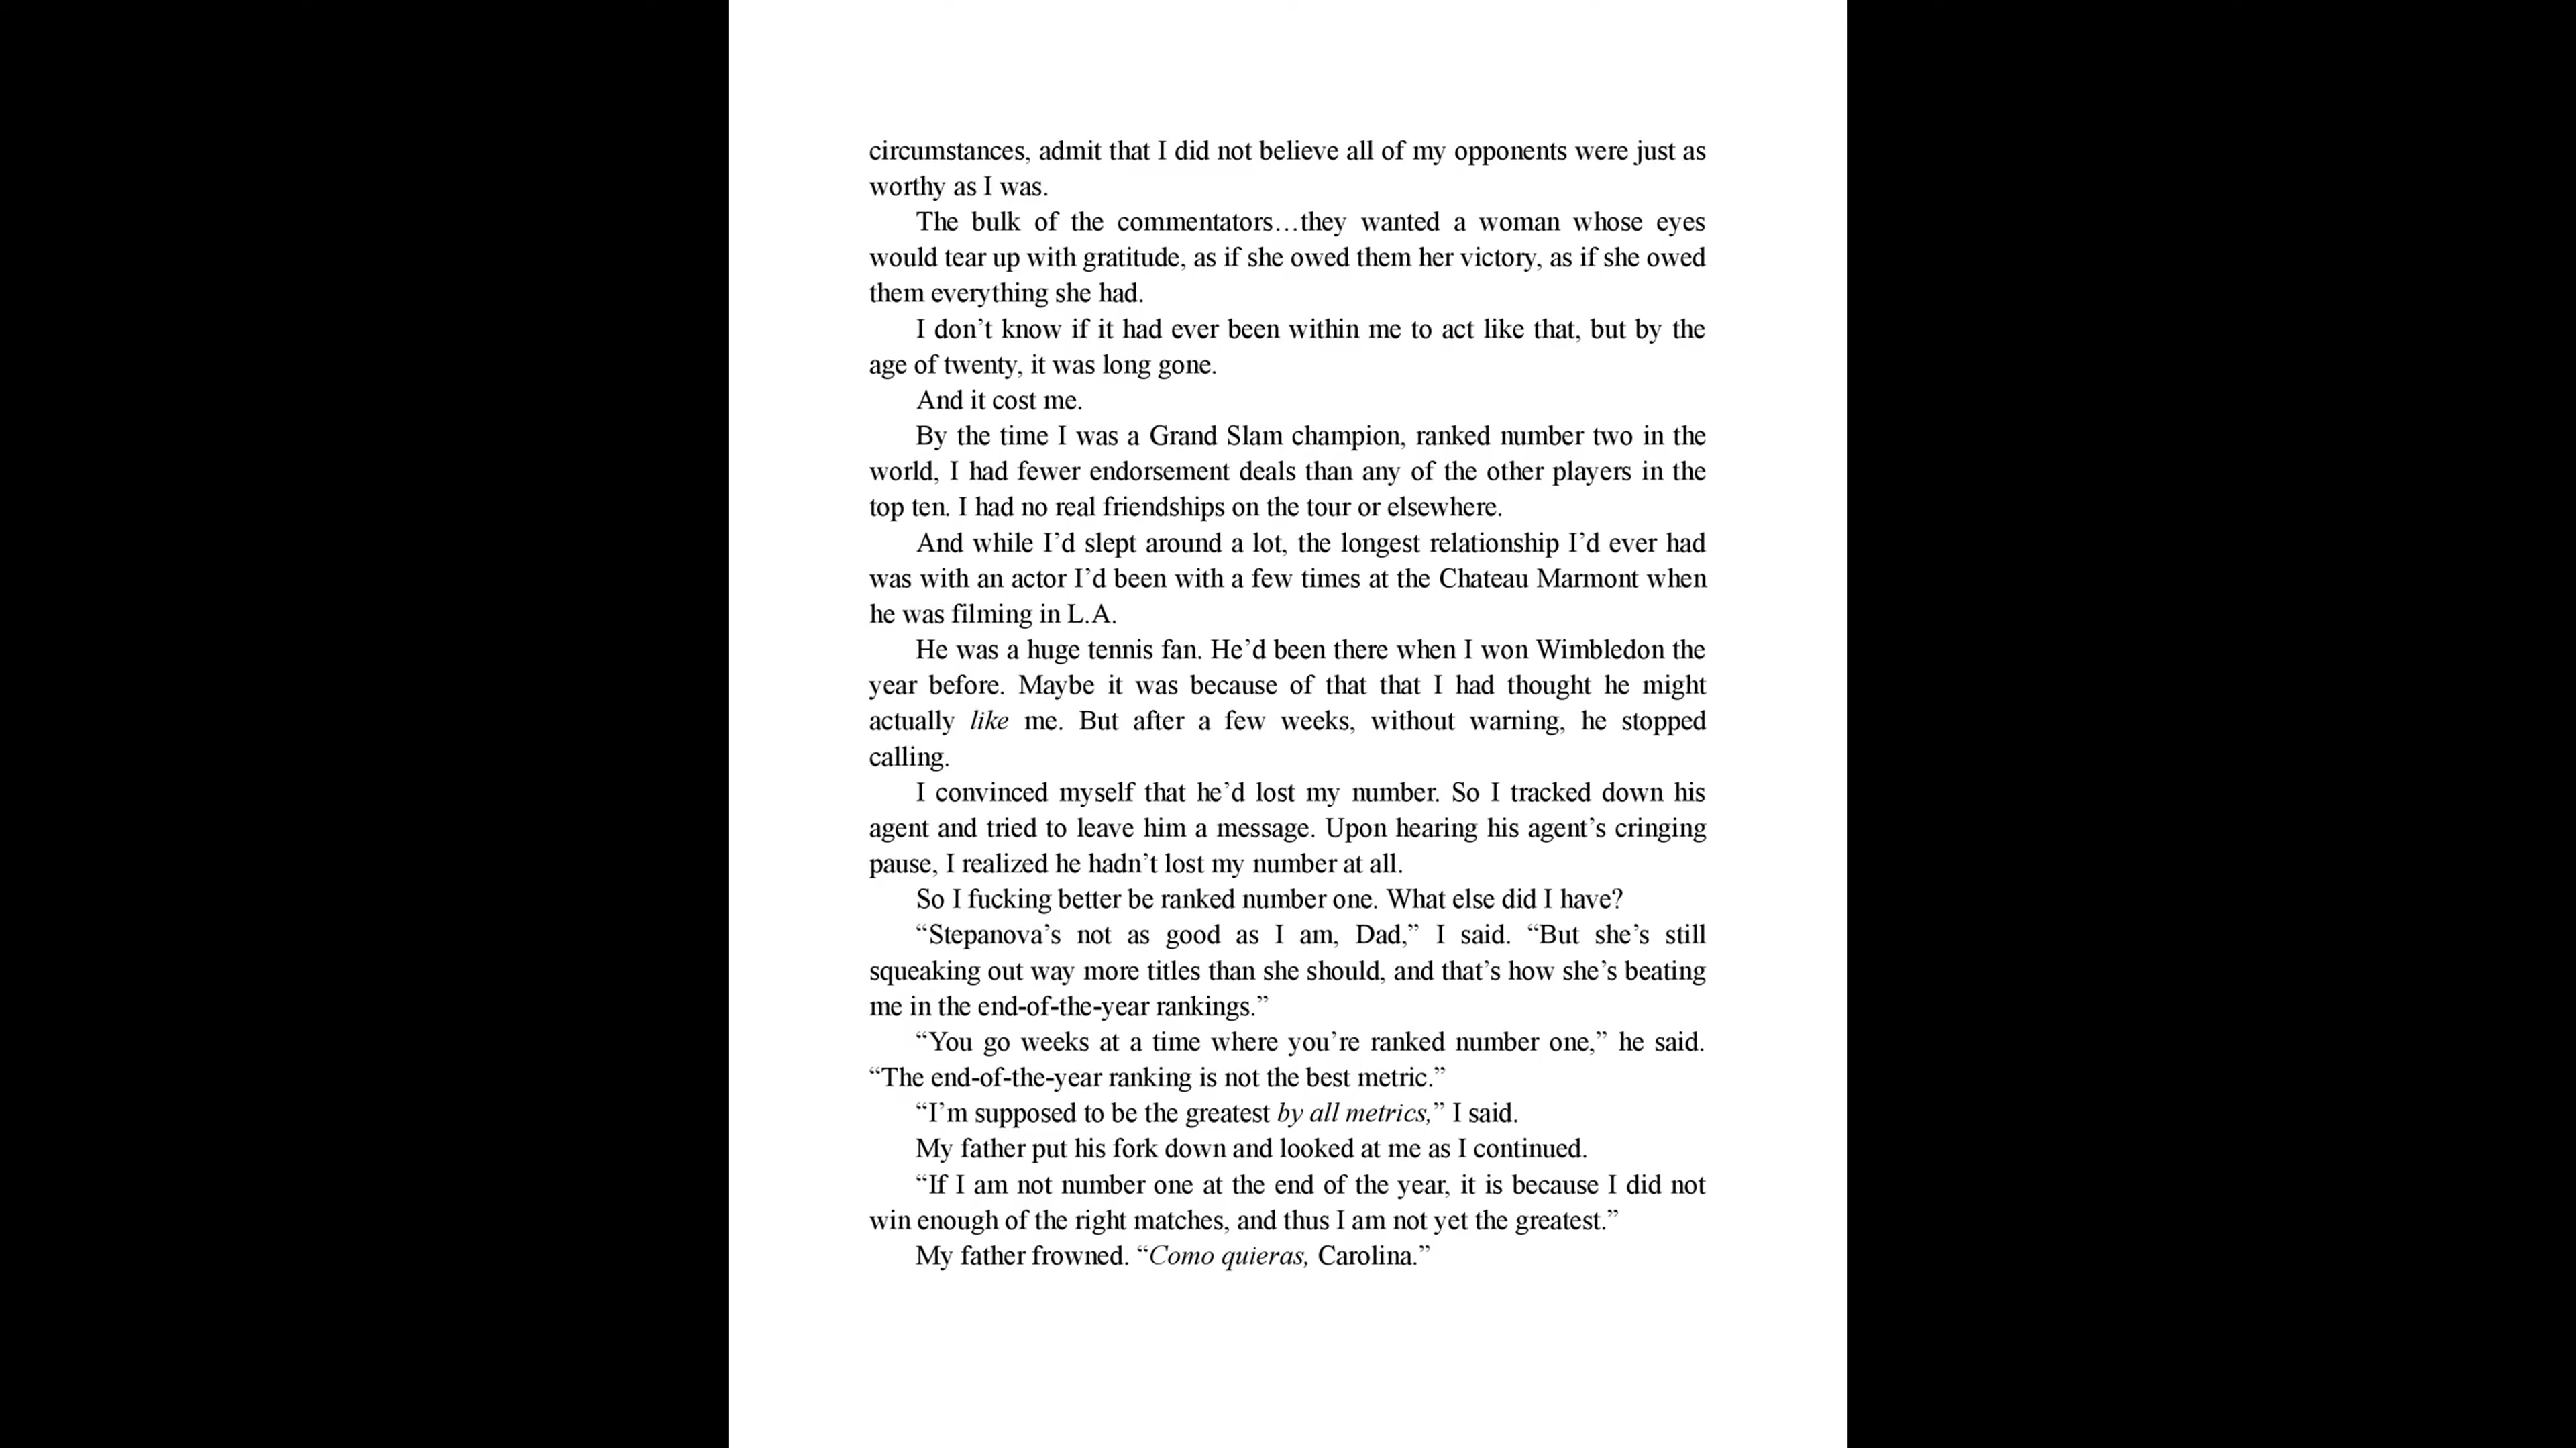 circumstances, admit that I did not believe all of my opponents were just as
worthy as I was.
The bulk of the commentators…they wanted a woman whose eyes
would tear up with gratitude, as if she owed them her victory, as if she owed
them everything she had.
I don’t know if it had ever been within me to act like that, but by the
age of twenty, it was long gone.
And it cost me.
By the time I was a Grand Slam champion, ranked number two in the
world, I had fewer endorsement deals than any of the other players in the
top ten. I had no real friendships on the tour or elsewhere.
And while I’d slept around a lot, the longest relationship I’d ever had
was with an actor I’d been with a few times at the Chateau Marmont when
he was filming in L.A.
He was a huge tennis fan. He’d been there when I won Wimbledon the
year before. Maybe it was because of that that I had thought he might
actually like me. But after a few weeks, without warning, he stopped
calling.
I convinced myself that he’d lost my number. So I tracked down his
agent and tried to leave him a message. Upon hearing his agent’s cringing
pause, I realized he hadn’t lost my number at all.
So I fucking better be ranked number one. What else did I have?
“Stepanova’s not as good as I am, Dad,” I said. “But she’s still
squeaking out way more titles than she should, and that’s how she’s beating
me in the end-of-the-year rankings.”
“You go weeks at a time where you’re ranked number one,” he said.
“The end-of-the-year ranking is not the best metric.”
“I’m supposed to be the greatest by all metrics,” I said.
My father put his fork down and looked at me as I continued.
“If I am not number one at the end of the year, it is because I did not
win enough of the right matches, and thus I am not yet the greatest.”
My father frowned. “Como quieras, Carolina.”